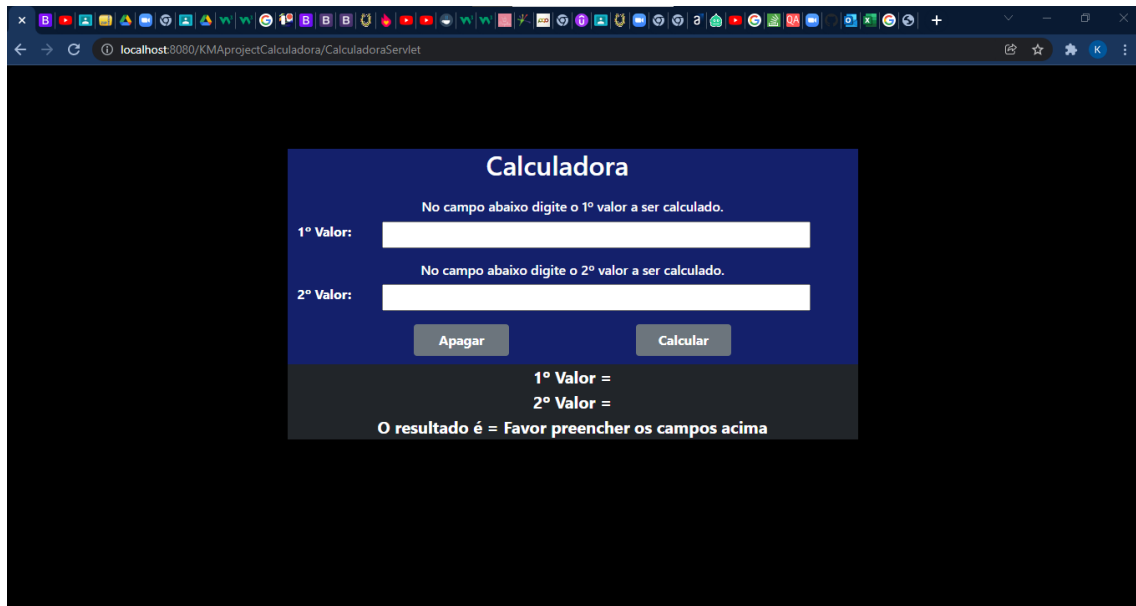 localhost:8080/KMAprojectCalculadora/CalculadoraServlet
K
Calculadora
No campo abaixo digite o 1º valor a ser calculado.
1º Valor:
No campo abaixo digite o 2º valor a ser calculado.
2º Valor:
Apagar Calcular
1º Valor =
2º Valor =
O resultado é = Favor preencher os campos acima